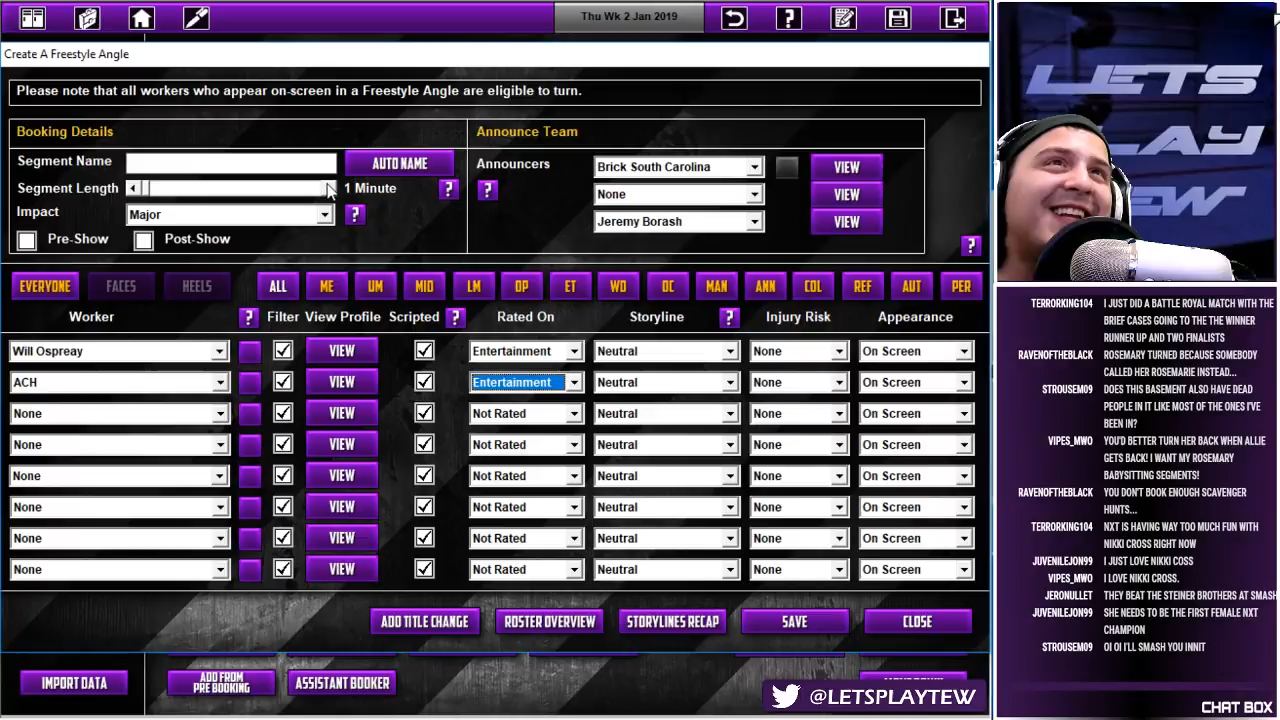 Thu Wk 2 Jan 2019
Create A Freestyle Angle
Please note that all workers who appear on-screen in a Freestyle Angle are eligible to turn.
Booking Details
Segment Name
AUTO NAME
Segment Length
1 Minute
?
Impact
Major
?
Pre-Show
Post-Show
Announce Team
Announcers
?
Brick South Carolina
VIEW
None
VIEW
Jeremy Borash
VIEW
?
EVERYONE FACES HEELS ALL ME UM MID LM OP ET WO OC MAN ANN COL REF AUT PER
Worker ? Filter View Profile Scripted ? Rated On Storyline ? Injury Risk Appearance
Will Ospreay VIEW Entertainment Neutral None On Screen
ACH VIEW Entertainment Neutral None On Screen
None VIEW Not Rated Neutral None On Screen
None VIEW Not Rated Neutral None On Screen
None VIEW Not Rated Neutral None On Screen
None VIEW Not Rated Neutral None On Screen
None VIEW Not Rated Neutral None On Screen
None VIEW Not Rated Neutral None On Screen
ADD TITLE CHANGE ROSTER OVERVIEW STORYLINES RECAP SAVE CLOSE
IMPORT DATA
ADD FROM
PRE BOOKING
ASSISTANT BOOKER
@LETSPLAYTEW
LETS
PLAY
TEW
TERRORKING104 I JUST DID A BATTLE ROYAL MATCH WITH THE
BRIEF CASES GOING TO THE THE WINNER
RUNNER UP AND TWO FINALISTS
RAVENOFTHEBLACK ROSEMARY TURNED BECAUSE SOMEBODY
CALLED HER ROSEMARIE INSTEAD...
STROUSEM09 DOES THIS BASEMENT ALSO HAVE DEAD
PEOPLE IN IT LIKE MOST OF THE ONES I'VE
BEEN IN?
VIPES_MWO YOU'D BETTER TURN HER BACK WHEN ALLIE
GETS BACK! I WANT MY ROSEMARY
BABYSITTING SEGMENTS!
RAVENOFTHEBLACK YOU DON'T BOOK ENOUGH SCAVENGER
HUNTS...
TERRORKING104 NXT IS HAVING WAY TOO MUCH FUN WITH
NIKKI CROSS RIGHT NOW
JUVENILEJON99 I JUST LOVE NIKKI COSS
VIPES_MWO I LOVE NIKKI CROSS.
JERONULLET THEY BEAT THE STEINER BROTHERS AT SMASH
JUVENILEJON99 SHE NEEDS TO BE THE FIRST FEMALE NXT
CHAMPION
STROUSEM09 OI OI I'LL SMASH YOU INNIT
CHAT BOX